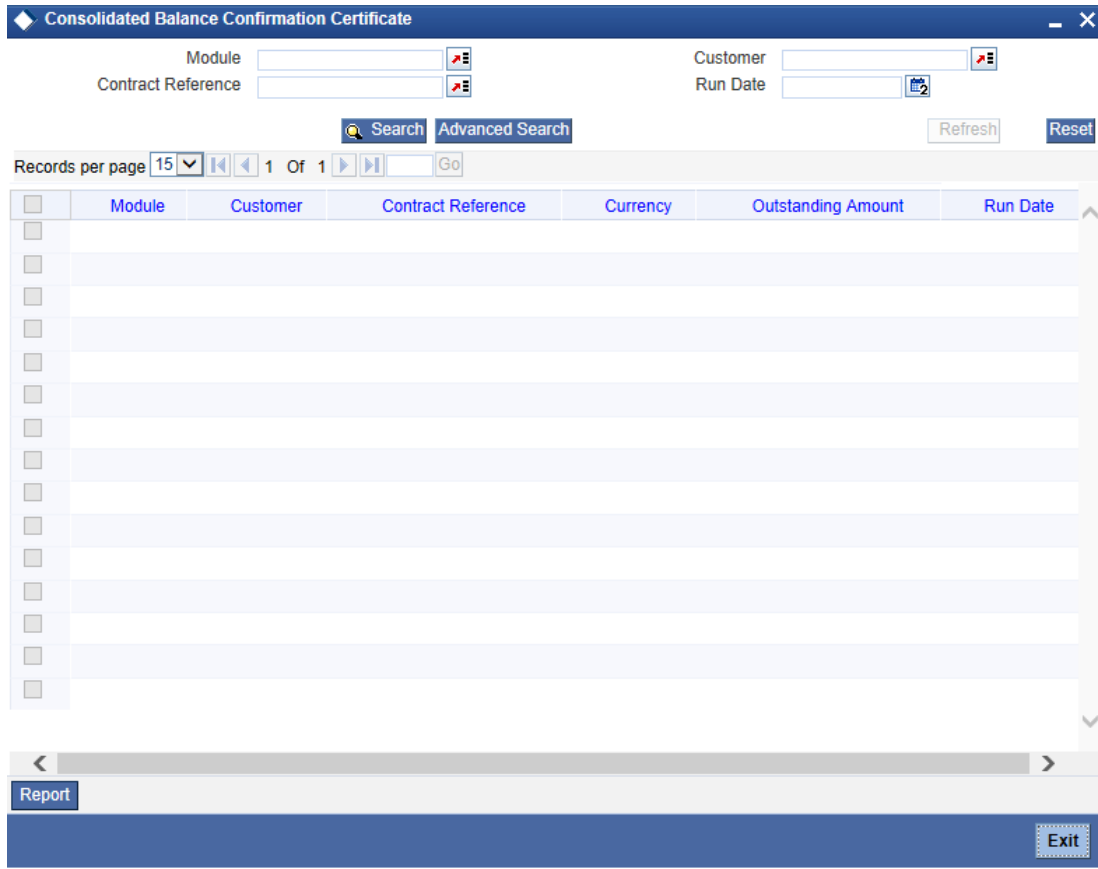 Consolidated Balance Confirmation Certificate
Module Customer
Contract Reference Run Date
Search Advanced Search Refresh Reset
Records per page 15 1 Of 1 Go
Module Customer Contract Reference Currency Outstanding Amount Run Date
Report
Exit